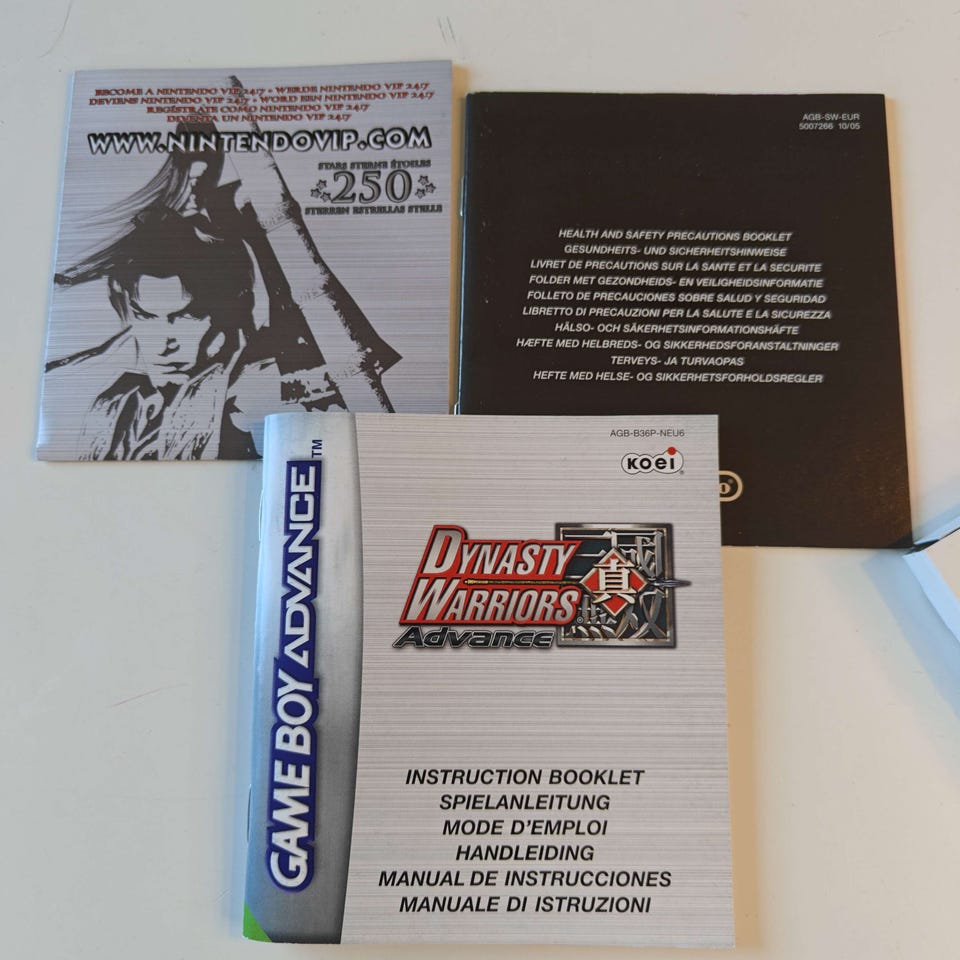 BECOME A NINTENDO VIP 24/7 • WERDE NINTENDO VIP 24/7
DEVIENS NINTENDO VIP 24/7 • WORD EEN NINTENDO VIP 24/7
REGÍSTRATE COMO NINTENDO VIP 24/7
DIVENTA UN NINTENDO VIP 24/7
WWW.NINTENDOVIP.COM
STARS STERNE ÉTOILES
250
STERREN ESTRELLAS STELLE
AGB-SW-EUR
5007266 10/05
HEALTH AND SAFETY PRECAUTIONS BOOKLET
GESUNDHEITS- UND SICHERHEITSHINWEISE
LIVRET DE PRECAUTIONS SUR LA SANTE ET LA SECURITE
FOLDER MET GEZONDHEIDS- EN VEILIGHEIDSINFORMATIE
FOLLETO DE PRECAUCIONES SOBRE SALUD Y SEGURIDAD
LIBRETTO DI PRECAUZIONI PER LA SALUTE E LA SICUREZZA
HÄLSO- OCH SÄKERHETSINFORMATIONSHÄFTE
HÆFTE MED HELBREDS- OG SIKKERHEDSFORANSTALTNINGER
TERVEYS- JA TURVAOPAS
HEFTE MED HELSE- OG SIKKERHETSFORHOLDSREGLER
GAME BOY ADVANCE™
AGB-B36P-NEU6
KOEI®
DYNASTY
WARRIORS®
Advance
真
三國
無双
INSTRUCTION BOOKLET
SPIELANLEITUNG
MODE D'EMPLOI
HANDLEIDING
MANUAL DE INSTRUCCIONES
MANUALE DI ISTRUZIONI